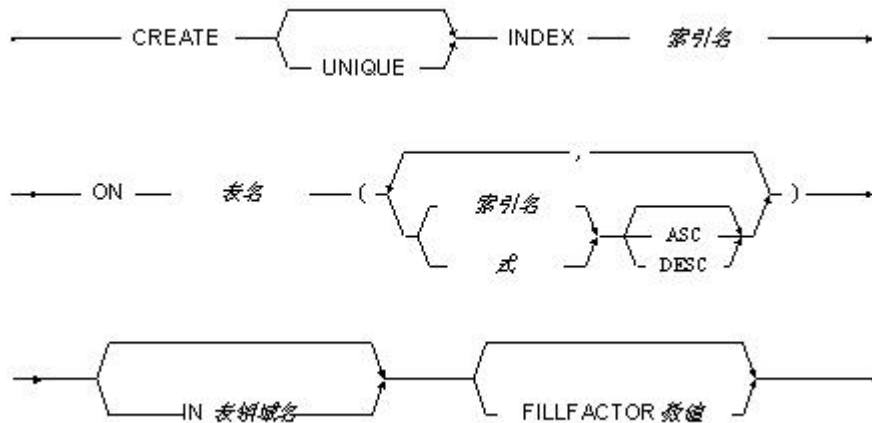 CREATE UNIQUE INDEX 索引名
,
ON 表名 ( 索引名 ASC )
式 DESC
IN 表领域名 FILLFACTOR 数值